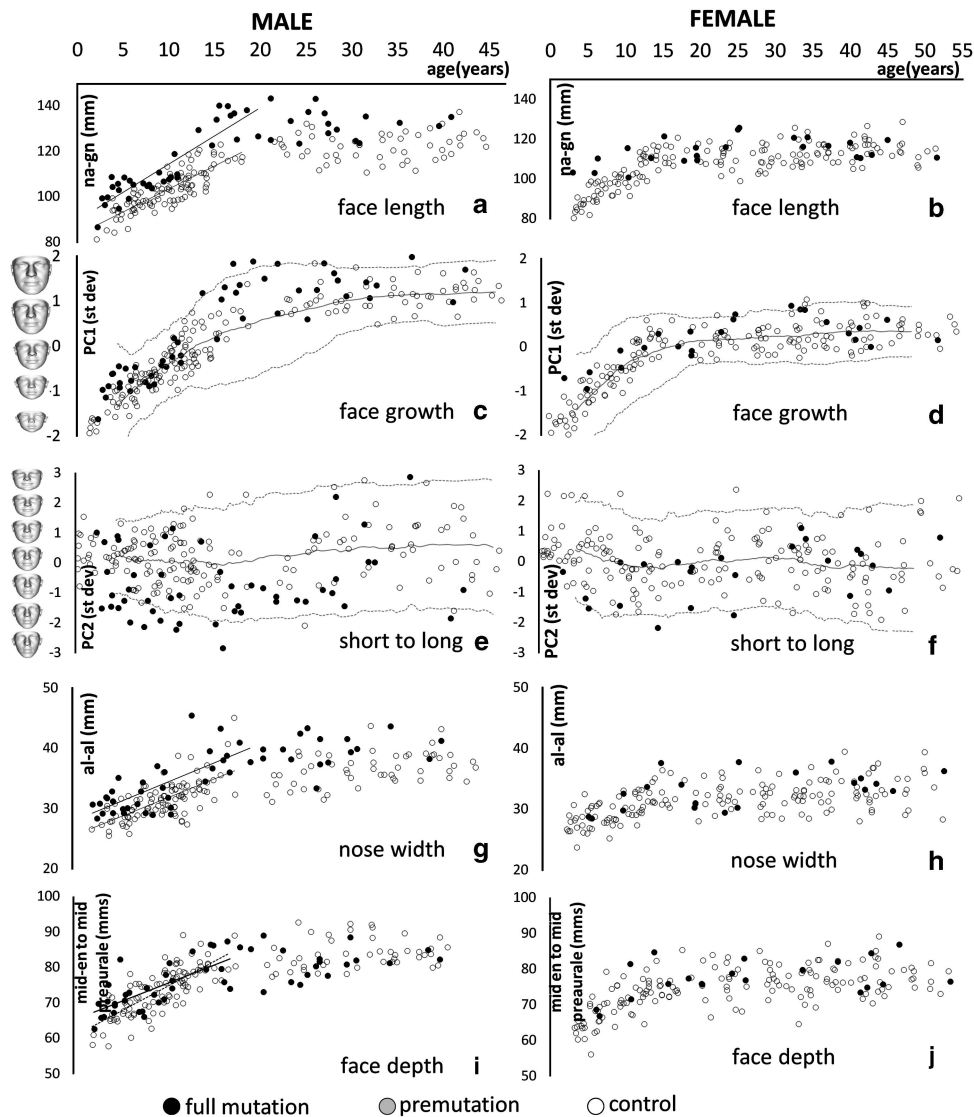 MALE
FEMALE
0 5 10 15 20 25 30 35 40 45
age(years)
0 5 10 15 20 25 30 35 40 45 50 55
age(years)
na-gn (mm)
140
120
100
80
face length a
na-gn (mm)
140
120
100
80
face length b
PC1 (st dev)
2
1
0
-1
-2
face growth c
PC1 (st dev)
2
1
0
-1
-2
face growth d
PC2 (st dev)
3
2
1
0
-1
-2
-3
short to long e
PC2 (st dev)
3
2
1
0
-1
-2
-3
short to long f
al-al (mm)
50
40
30
20
nose width g
al-al (mm)
50
40
30
20
nose width h
mid-en to mid
preaurale (mms)
100
90
80
70
60
50
face depth i
mid en to mid
preaurale (mms)
100
90
80
70
60
50
face depth j
full mutation premutation control